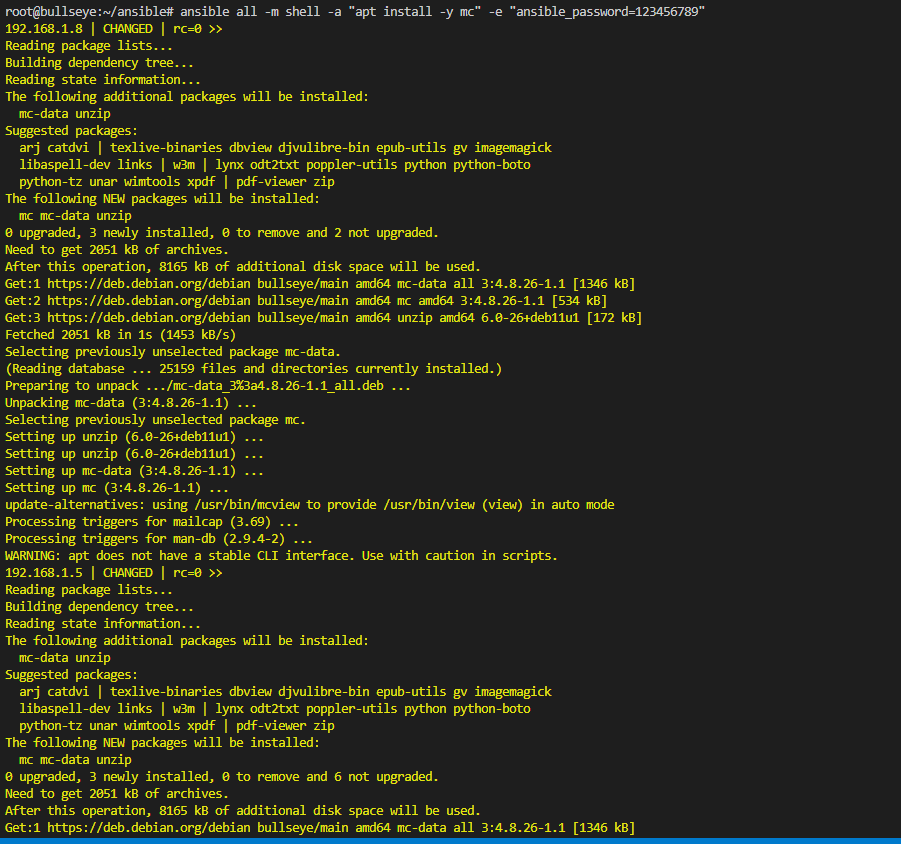 root@bullseye:~/ansible# ansible all -m shell -a "apt install -y mc" -e "ansible_password=123456789"
192.168.1.8 | CHANGED | rc=0 >>
Reading package lists...
Building dependency tree...
Reading state information...
The following additional packages will be installed:
  mc-data unzip
Suggested packages:
  arj catdvi | texlive-binaries dbview djvulibre-bin epub-utils gv imagemagick
  libaspell-dev links | w3m | lynx odt2txt poppler-utils python python-boto
  python-tz unar wimtools xpdf | pdf-viewer zip
The following NEW packages will be installed:
  mc mc-data unzip
0 upgraded, 3 newly installed, 0 to remove and 2 not upgraded.
Need to get 2051 kB of archives.
After this operation, 8165 kB of additional disk space will be used.
Get:1 https://deb.debian.org/debian bullseye/main amd64 mc-data all 3:4.8.26-1.1 [1346 kB]
Get:2 https://deb.debian.org/debian bullseye/main amd64 mc amd64 3:4.8.26-1.1 [534 kB]
Get:3 https://deb.debian.org/debian bullseye/main amd64 unzip amd64 6.0-26+deb11u1 [172 kB]
Fetched 2051 kB in 1s (1453 kB/s)
Selecting previously unselected package mc-data.
(Reading database ... 25159 files and directories currently installed.)
Preparing to unpack .../mc-data_3%3a4.8.26-1.1_all.deb ...
Unpacking mc-data (3:4.8.26-1.1) ...
Selecting previously unselected package mc.
Setting up unzip (6.0-26+deb11u1) ...
Setting up unzip (6.0-26+deb11u1) ...
Setting up mc-data (3:4.8.26-1.1) ...
Setting up mc (3:4.8.26-1.1) ...
update-alternatives: using /usr/bin/mcview to provide /usr/bin/view (view) in auto mode
Processing triggers for mailcap (3.69) ...
Processing triggers for man-db (2.9.4-2) ...
WARNING: apt does not have a stable CLI interface. Use with caution in scripts.
192.168.1.5 | CHANGED | rc=0 >>
Reading package lists...
Building dependency tree...
Reading state information...
The following additional packages will be installed:
  mc-data unzip
Suggested packages:
  arj catdvi | texlive-binaries dbview djvulibre-bin epub-utils gv imagemagick
  libaspell-dev links | w3m | lynx odt2txt poppler-utils python python-boto
  python-tz unar wimtools xpdf | pdf-viewer zip
The following NEW packages will be installed:
  mc mc-data unzip
0 upgraded, 3 newly installed, 0 to remove and 6 not upgraded.
Need to get 2051 kB of archives.
After this operation, 8165 kB of additional disk space will be used.
Get:1 https://deb.debian.org/debian bullseye/main amd64 mc-data all 3:4.8.26-1.1 [1346 kB]